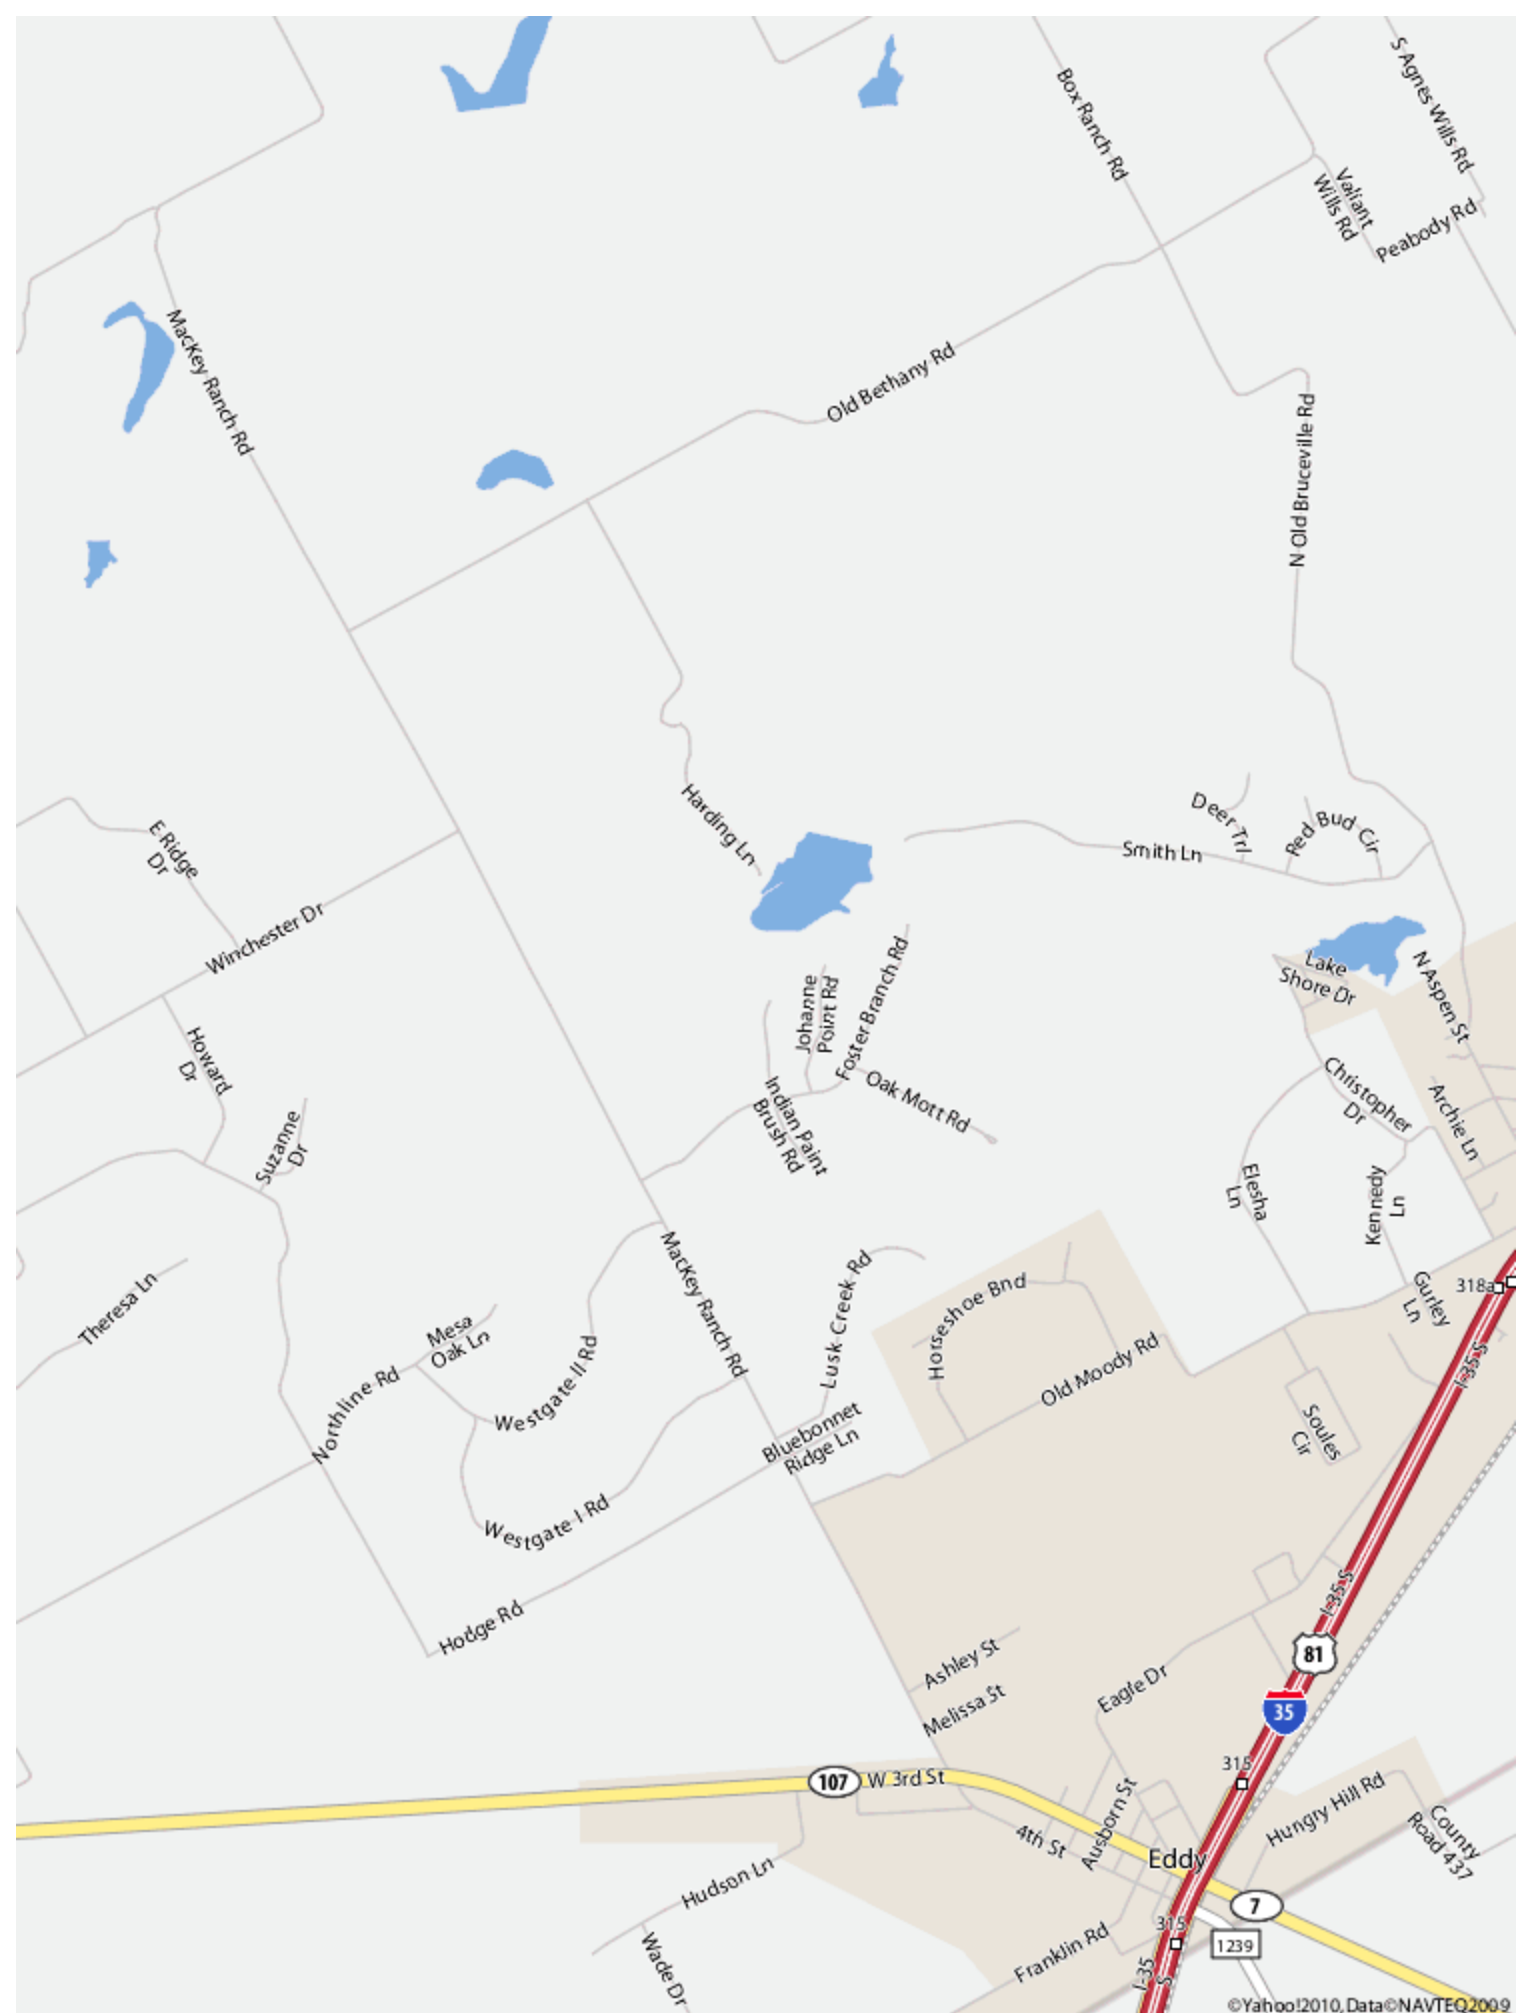 S Agnes Wills Rd
Box Ranch Rd
Valiant
Wills Rd
Peabody Rd
MacKey Ranch Rd
Old Bethany Rd
N Old Bruceville Rd
Harding Ln
Deer Trl
Red Bud Cir
Smith Ln
E Ridge
Dr
Winchester Dr
Lake
Shore Dr
N Aspen St
Johanne
Point Rd
Foster Branch Rd
Howard
Dr
Oak Mott Rd
Indian Paint
Brush Rd
Christopher
Dr
Archie Ln
Suzanne
Dr
Elesha
Ln
Kennedy
Ln
MacKey Ranch Rd
Lusk Creek Rd
Theresa Ln
Horseshoe Bnd
Gurley
Ln
318a
Mesa
Oak Ln
Westgate II Rd
Old Moody Rd
I-35 S
Northline Rd
Bluebonnet
Ridge Ln
Soules
Cir
Westgate I Rd
I-35 S
Hodge Rd
81
Ashley St
Eagle Dr
Melissa St
35
315
107
W 3rd St
Ausborn St
Hungry Hill Rd
County
Road 437
4th St
Eddy
Hudson Ln
7
315
1239
Franklin Rd
Wade Dr
I-35
S
©Yahoo!2010, Data©NAVTEQ2009